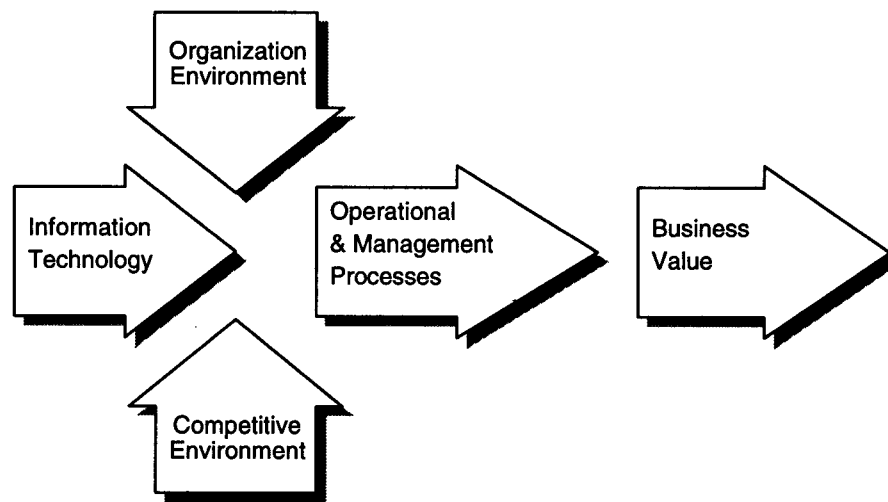 Organization
Environment
Information
Technology
Operational
& Management
Processes
Business
Value
Competitive
Environment